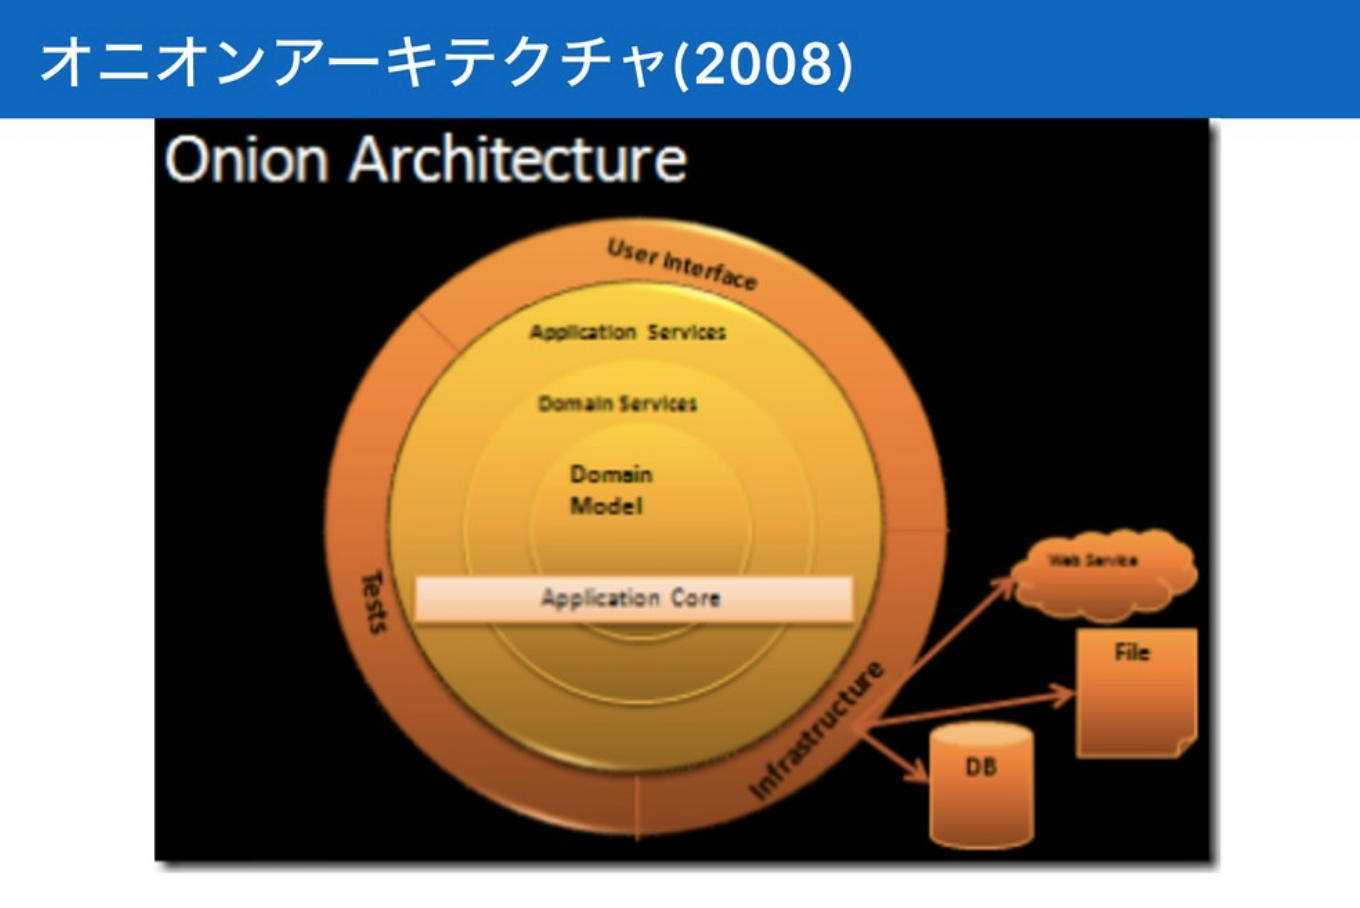 オニオンアーキテクチャ(2008)
Onion Architecture
User Interface
Application Services
Domain Services
Domain
Model
Application Core
Tests
Infrastructure
Web Service
File
DB